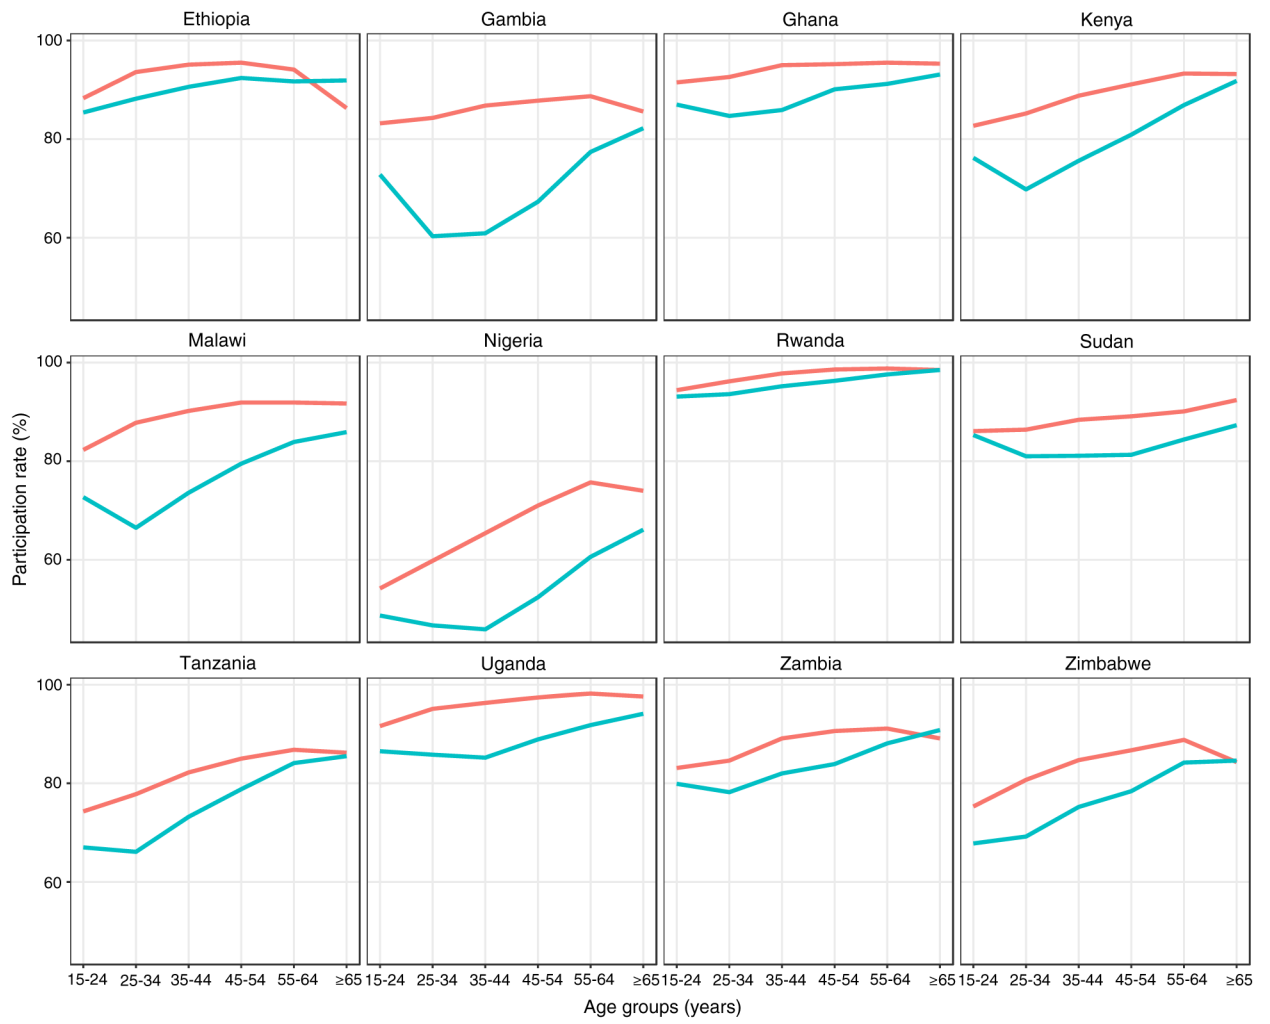 Ethiopia Gambia Ghana Kenya
100
80
60
Malawi Nigeria Rwanda Sudan
100
80
60
Participation rate (%)
Tanzania Uganda Zambia Zimbabwe
100
80
60
15-24 25-34 35-44 45-54 55-64 ≥65 15-24 25-34 35-44 45-54 55-64 ≥65 15-24 25-34 35-44 45-54 55-64 ≥65 15-24 25-34 35-44 45-54 55-64 ≥65
Age groups (years)